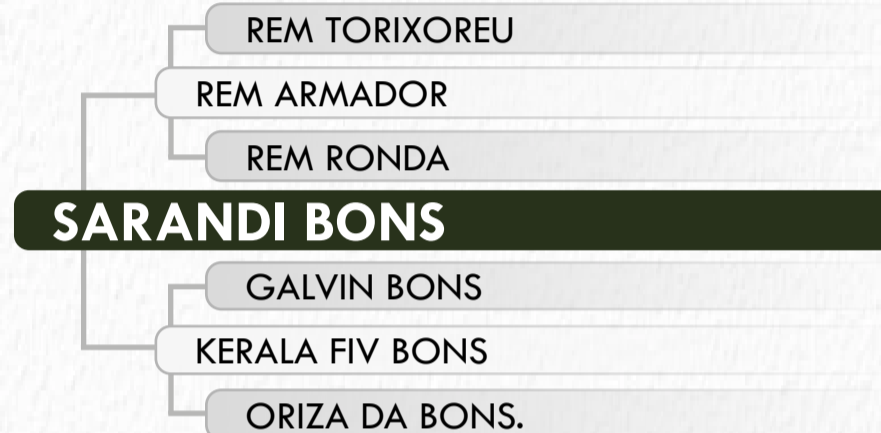 REM TORIXOREU
REM ARMADOR
REM RONDA
SARANDI BONS
GALVIN BONS
KERALA FIV BONS
ORIZA DA BONS.